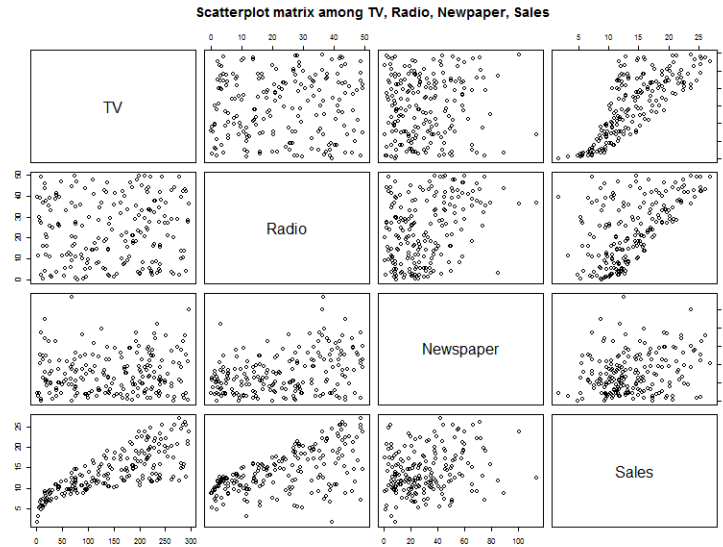 Scatterplot matrix among TV, Radio, Newpaper, Sales
0 10 20 30 40 50
5 10 15 20 25
TV
0 10 20 30 40 50
Radio
Newspaper
5 10 15 20 25
Sales
0 50 100 150 200 250 300
0 20 40 60 80 100